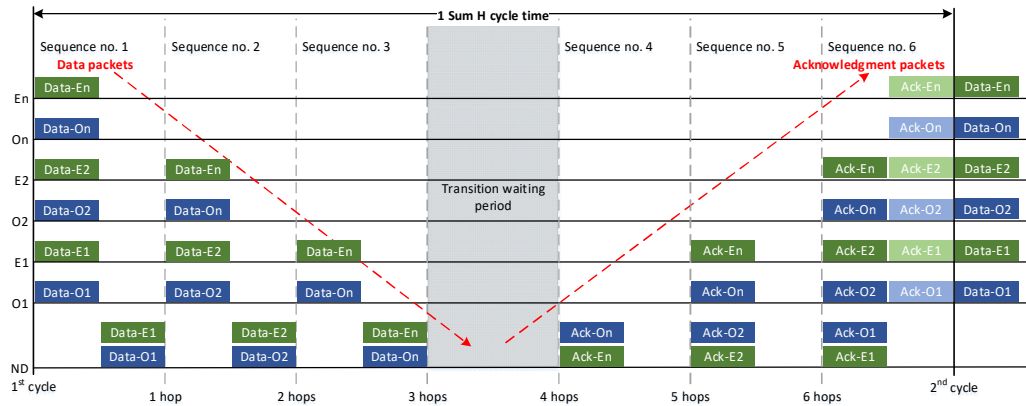 1 Sum H cycle time
Sequence no. 1 Sequence no. 2 Sequence no. 3 Sequence no. 4 Sequence no. 5 Sequence no. 6
Data packets Acknowledgment packets
En Data-En Ack-En Data-En
On Data-On Ack-On Data-On
E2 Data-E2 Data-En Ack-En Ack-E2 Data-E2
Transition waiting
period
O2 Data-O2 Data-On Ack-On Ack-O2 Data-O2
E1 Data-E1 Data-E2 Data-En Ack-En Ack-E2 Ack-E1 Data-E1
O1 Data-O1 Data-O2 Data-On Ack-On Ack-O2 Ack-O1 Data-O1
Data-E1 Data-E2 Data-En Ack-On Ack-O2 Ack-O1
Data-O1 Data-O2 Data-On Ack-En Ack-E2 Ack-E1
ND
1st cycle 1 hops 2 hops 3 hops 4 hops 5 hops 6 hops 2nd cycle